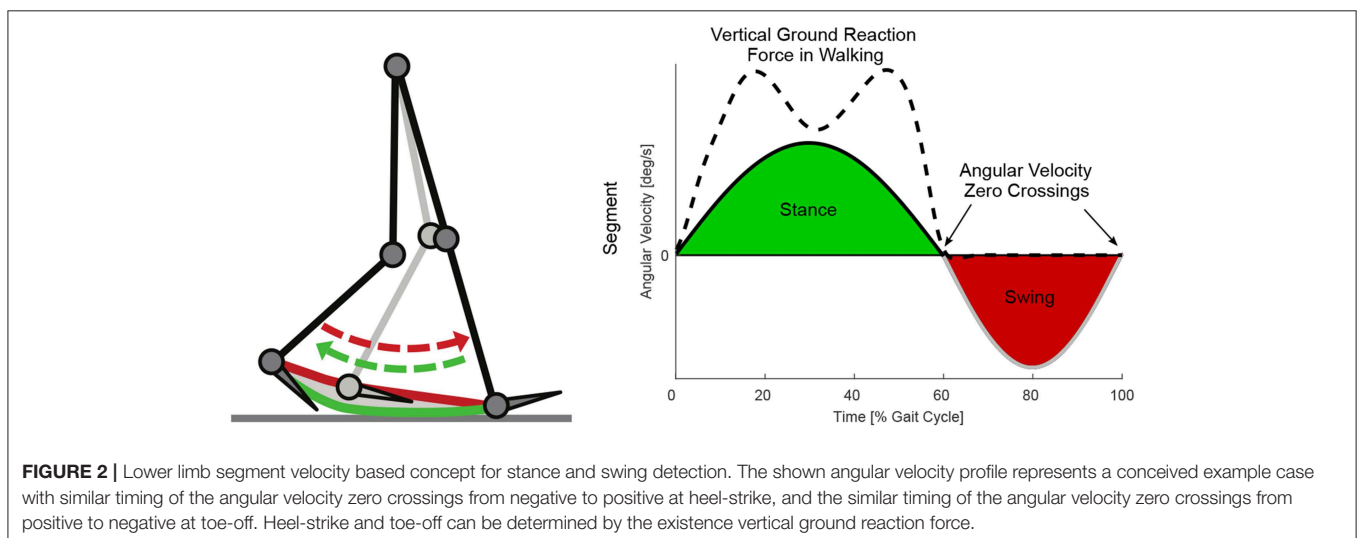 Vertical Ground Reaction
Force in Walking
Segment
Angular Velocity [deg/s]
0
Stance
Angular Velocity
Zero Crossings
Swing
0 20 40 60 80 100
Time [% Gait Cycle]
FIGURE 2 | Lower limb segment velocity based concept for stance and swing detection. The shown angular velocity profile represents a conceived example case
with similar timing of the angular velocity zero crossings from negative to positive at heel-strike, and the similar timing of the angular velocity zero crossings from
positive to negative at toe-off. Heel-strike and toe-off can be determined by the existence vertical ground reaction force.